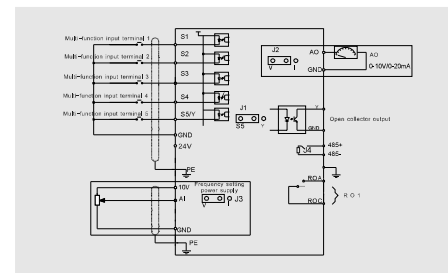 Multi-function input terminal 1
S1
Multi-function input terminal 2
S2
Multi-function input terminal 3
S3
Multi-function input terminal 4
S4
Multi-function input terminal 5
S5/Y
GND
24V
PE
10V
AI
GND
PE
Frequency setting
power supply
V
I
J3
J1
S5
Y
J2
V
I
AO
GND
AO
0-10V/0-20mA
Y
GND
Open collector output
J4
485+
485-
ROA
ROC
RO1